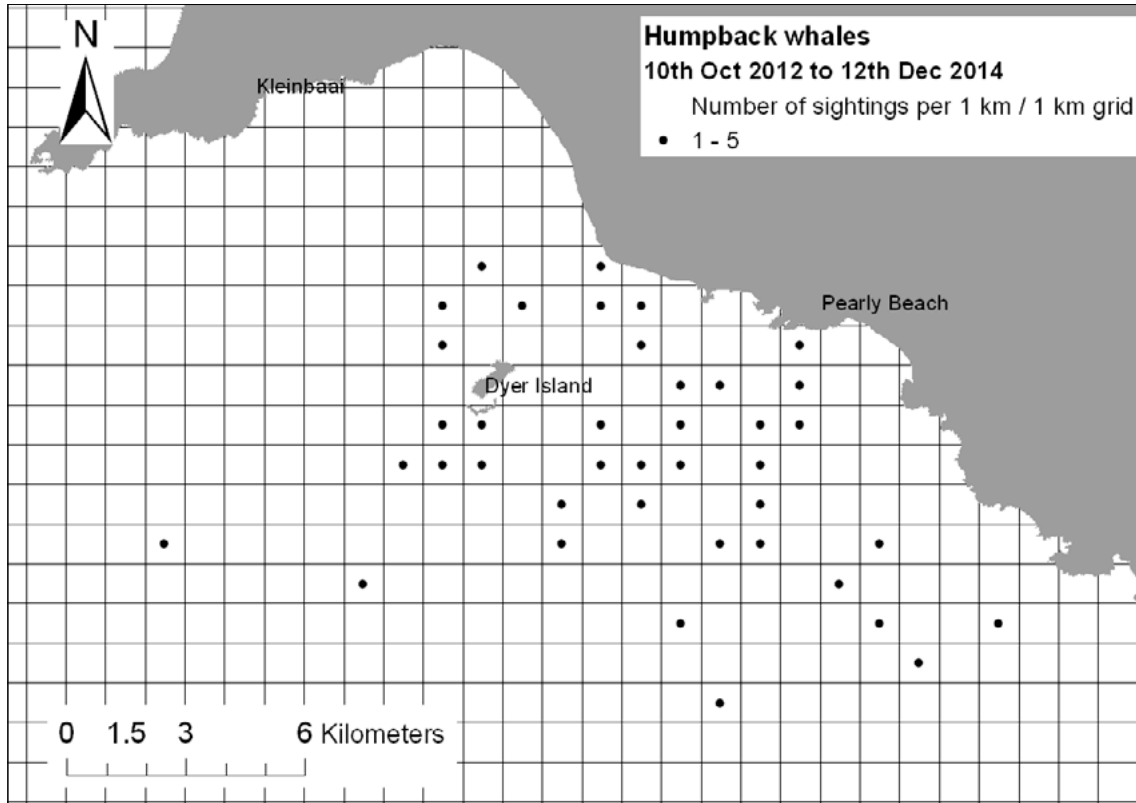 N
Humpback whales
10th Oct 2012 to 12th Dec 2014
Number of sightings per 1 km / 1 km grid
1 - 5
Kleinbaai
Pearly Beach
Dyer Island
0 1.5 3 6 Kilometers